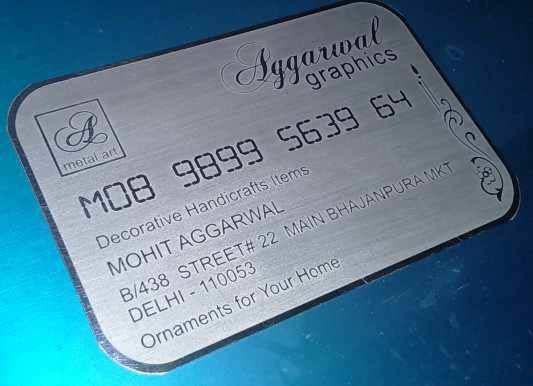 Aggarwal
graphics
A
metal art
MOB 9899 5639 64
Decorative Handicrafts Items
MOHIT AGGARWAL
B/438 STREET# 22 MAIN BHAJANPURA MKT
DELHI - 110053
Ornaments for Your Home